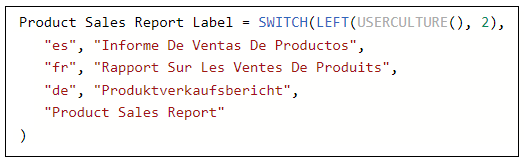 Product Sales Report Label = SWITCH(LEFT(USERCULTURE(), 2),
"es", "Informe De Ventas De Productos",
"fr", "Rapport Sur Les Ventes De Produits",
"de", "Produktverkaufsbericht",
"Product Sales Report"
)